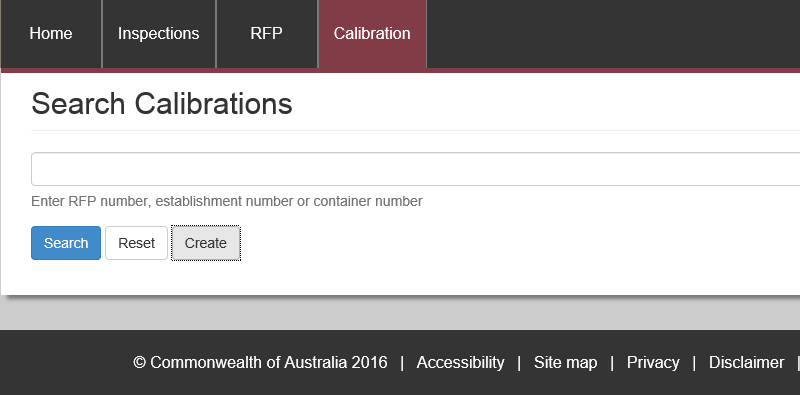 Home Inspections RFP Calibration
Search Calibrations
Enter RFP number, establishment number or container number
Search Reset Create
© Commonwealth of Australia 2016 | Accessibility | Site map | Privacy | Disclaimer |